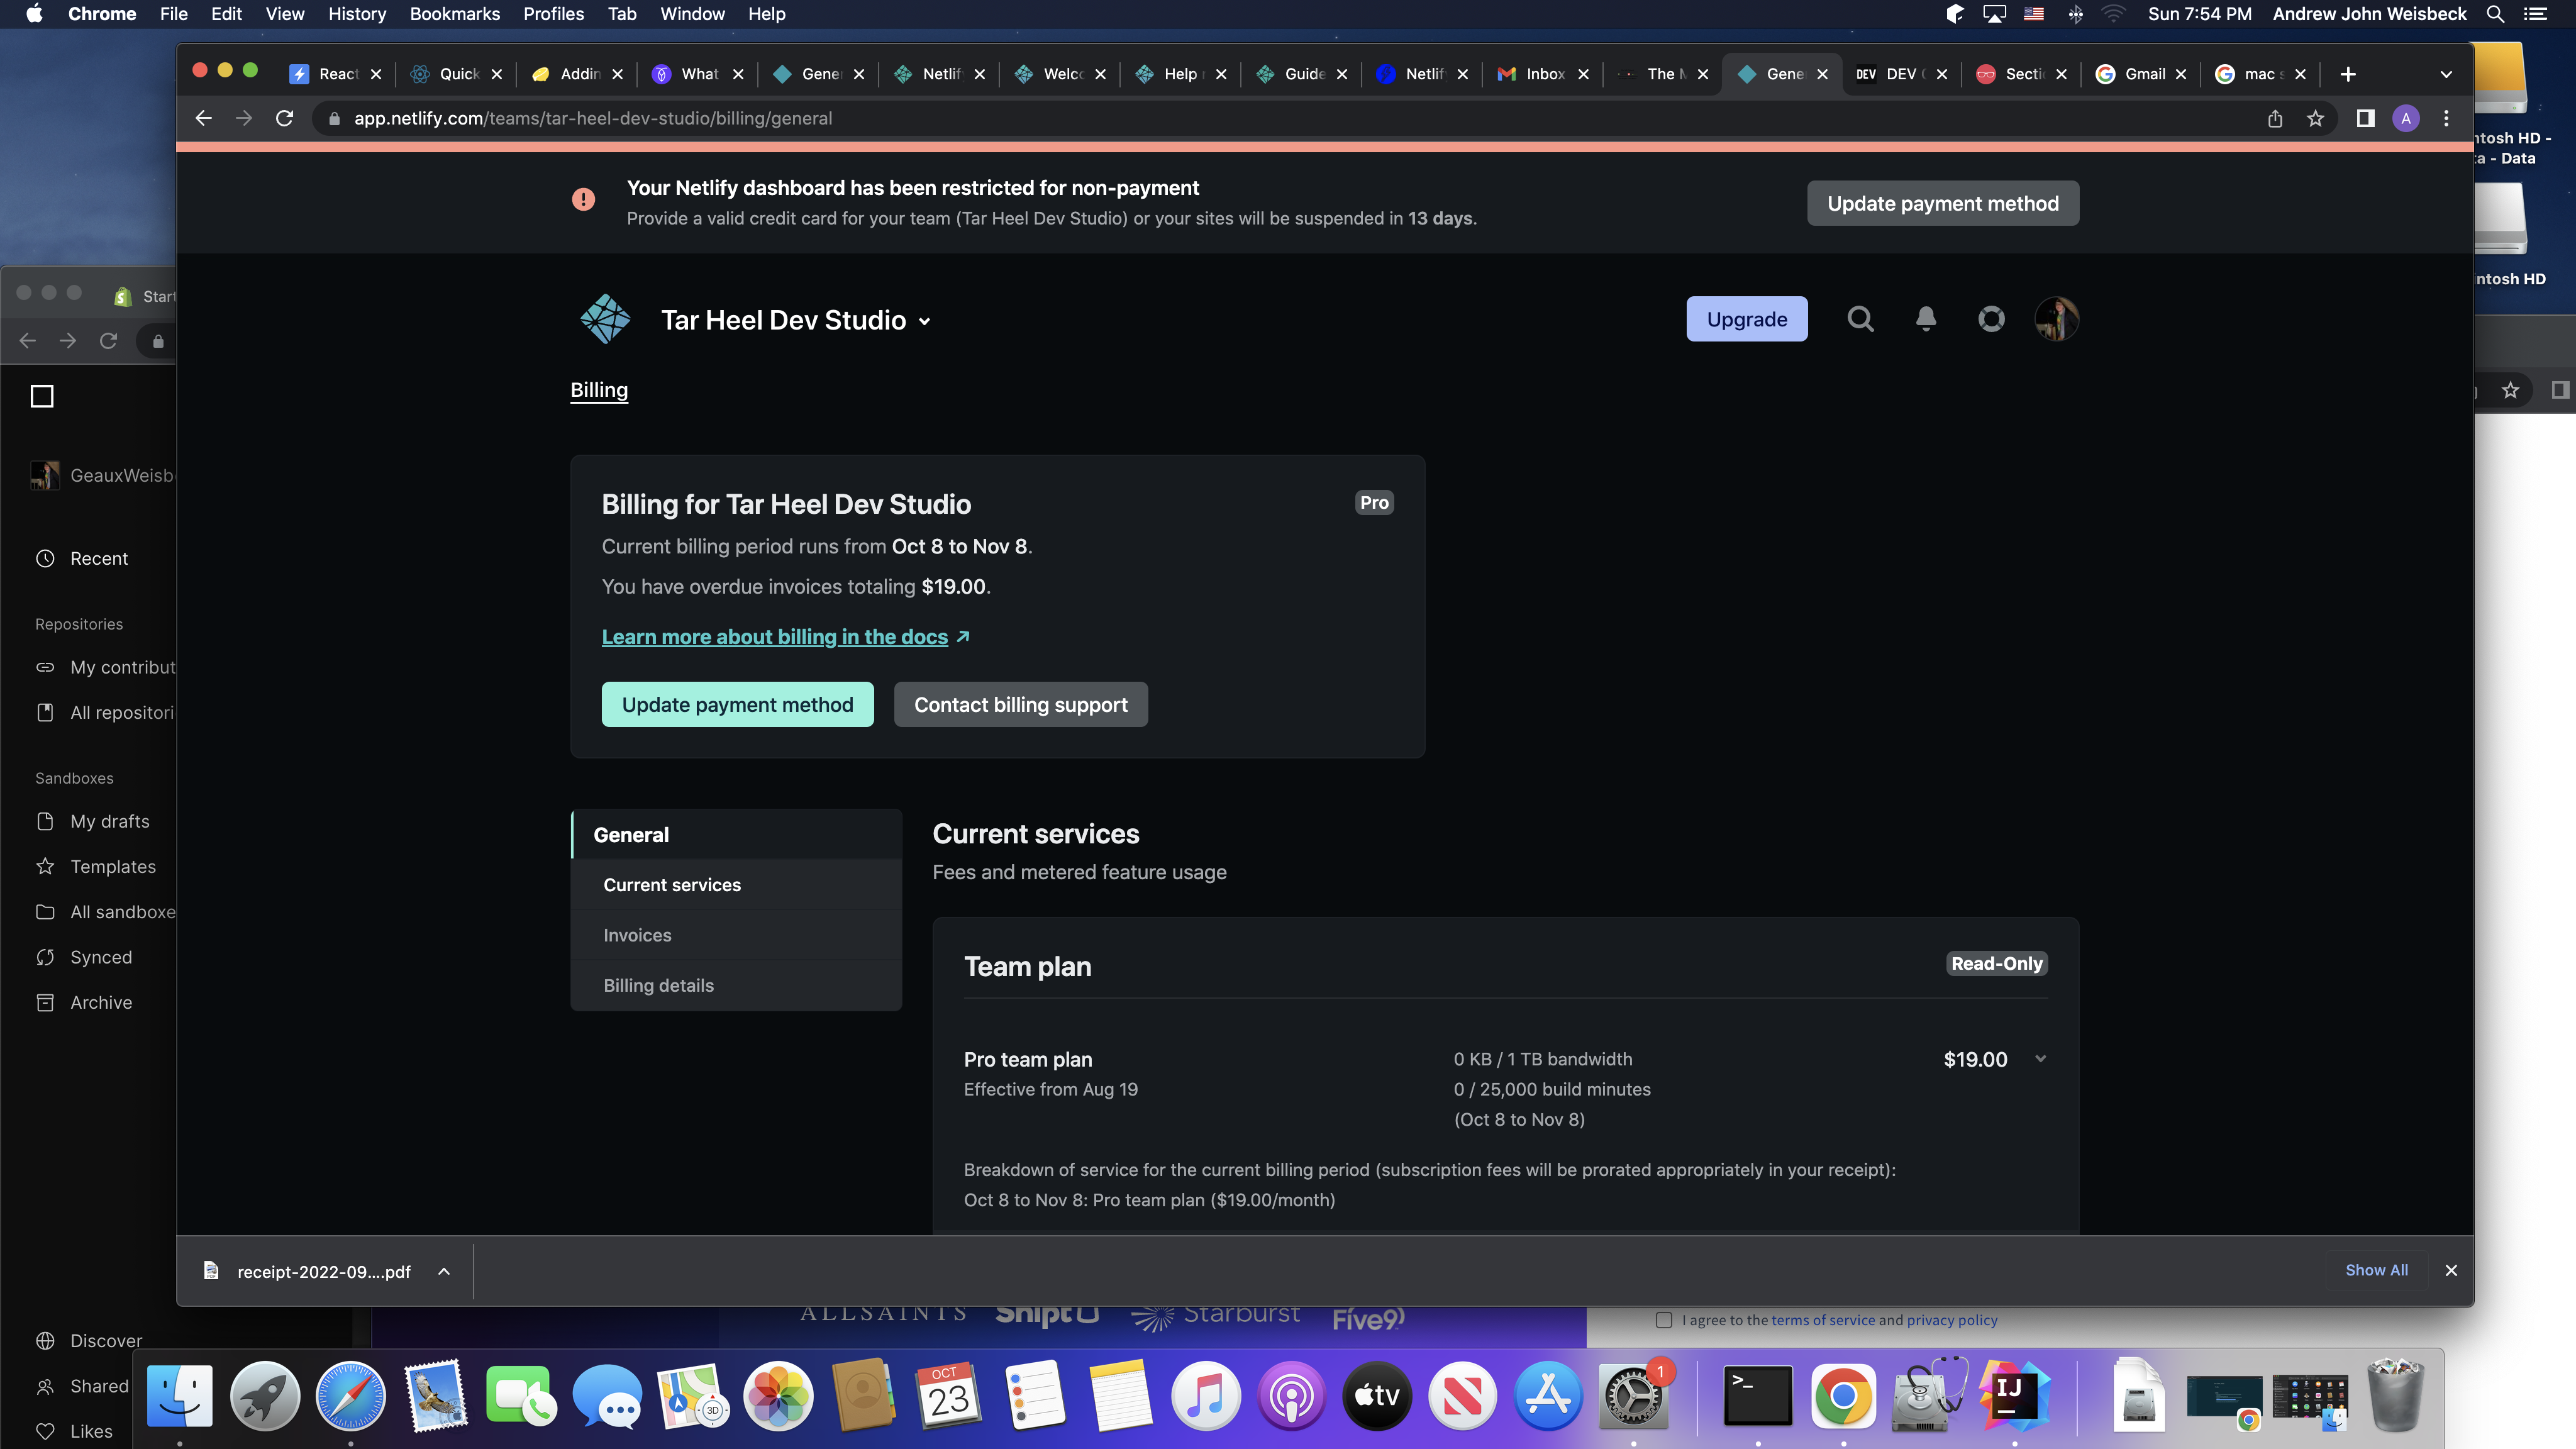 Chrome File Edit View History Bookmarks Profiles Tab Window Help
Sun 7:54 PM Andrew John Weisbeck
React Quick Addin What Gener Netlif Welco Help Guide Netlif Inbox The Gene DEV DEV Secti Gmail mac s
app.netlify.com/teams/tar-heel-dev-studio/billing/general
Your Netlify dashboard has been restricted for non-payment
Provide a valid credit card for your team (Tar Heel Dev Studio) or your sites will be suspended in 13 days.
Update payment method
Tar Heel Dev Studio
Upgrade
Billing
Billing for Tar Heel Dev Studio
Pro
Current billing period runs from Oct 8 to Nov 8.
You have overdue invoices totaling $19.00.
Learn more about billing in the docs
Update payment method
Contact billing support
General
Current services
Invoices
Billing details
Current services
Fees and metered feature usage
Team plan
Read-Only
Pro team plan
Effective from Aug 19
0 KB / 1 TB bandwidth
0 / 25,000 build minutes
(Oct 8 to Nov 8)
$19.00
Breakdown of service for the current billing period (subscription fees will be prorated appropriately in your receipt):
Oct 8 to Nov 8: Pro team plan ($19.00/month)
receipt-2022-09....pdf
Show All
Start
GeauxWeisb
Recent
Repositories
My contribut
All repositori
Sandboxes
My drafts
Templates
All sandboxe
Synced
Archive
Discover
Shared
Likes
ntosh HD -
a - Data
ntosh HD
ALLSAINTS Shipt Starburst Five9
I agree to the terms of service and privacy policy
OCT
23
3D
tv
1
>_
IJ
A